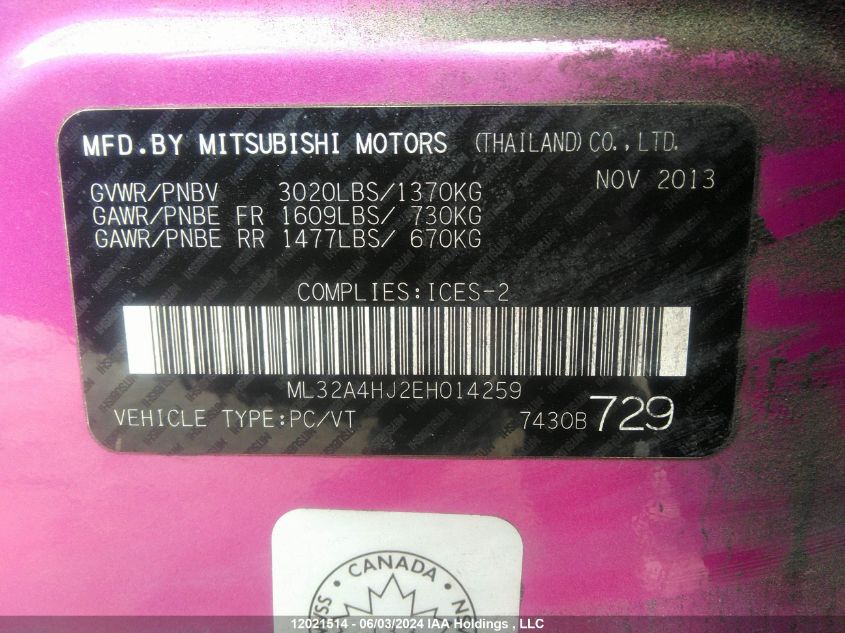 MFD.BY MITSUBISHI MOTORS (THAILAND)CO.,LTD.
NOV 2013
GVWR/PNBV 3020LBS/1370KG
GAWR/PNBE FR 1609LBS/ 730KG
GAWR/PNBE RR 1477LBS/ 670KG
COMPLIES:ICES-2
ML32A4HJ2EH014259
VEHICLE TYPE:PC/VT 7430B 729
CANADA
12021514 - 06/03/2024 IAA Holdings , LLC